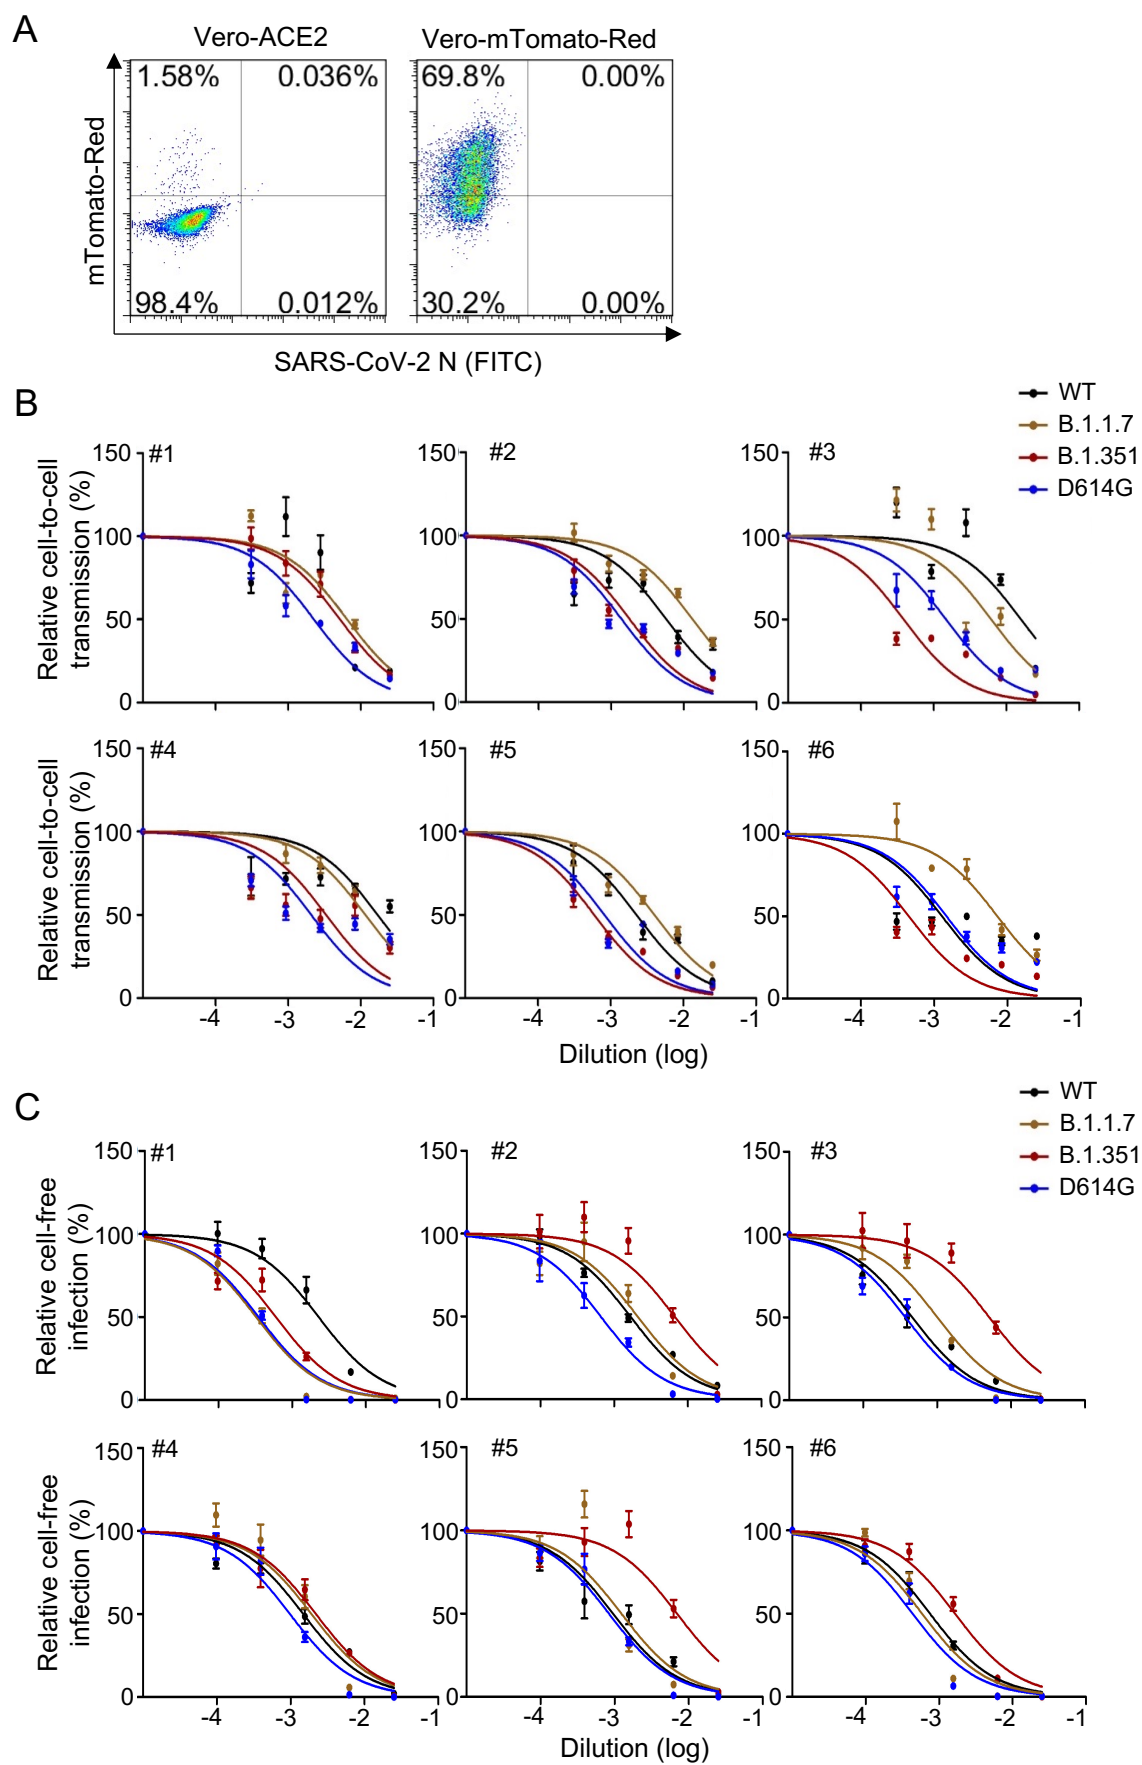 A
Vero-ACE2 Vero-mTomato-Red
1.58% 0.036% 69.8% 0.00%
mTomato-Red
98.4% 0.012% 30.2% 0.00%
SARS-CoV-2 N (FITC)
B
WT
B.1.1.7
B.1.351
D614G
Relative cell-to-cell
transmission (%)
150 #1 150 #2 150 #3
100 100 100
50 50 50
0 0 0
Relative cell-to-cell
transmission (%)
150 #4 150 #5 150 #6
100 100 100
50 50 50
0 0 0
-4 -3 -2 -1 -4 -3 -2 -1 -4 -3 -2 -1
Dilution (log)
C
WT
B.1.1.7
B.1.351
D614G
Relative cell-free
infection (%)
150 #1 150 #2 150 #3
100 100 100
50 50 50
0 0 0
Relative cell-free
infection (%)
150 #4 150 #5 150 #6
100 100 100
50 50 50
0 0 0
-4 -3 -2 -1 -4 -3 -2 -1 -4 -3 -2 -1
Dilution (log)